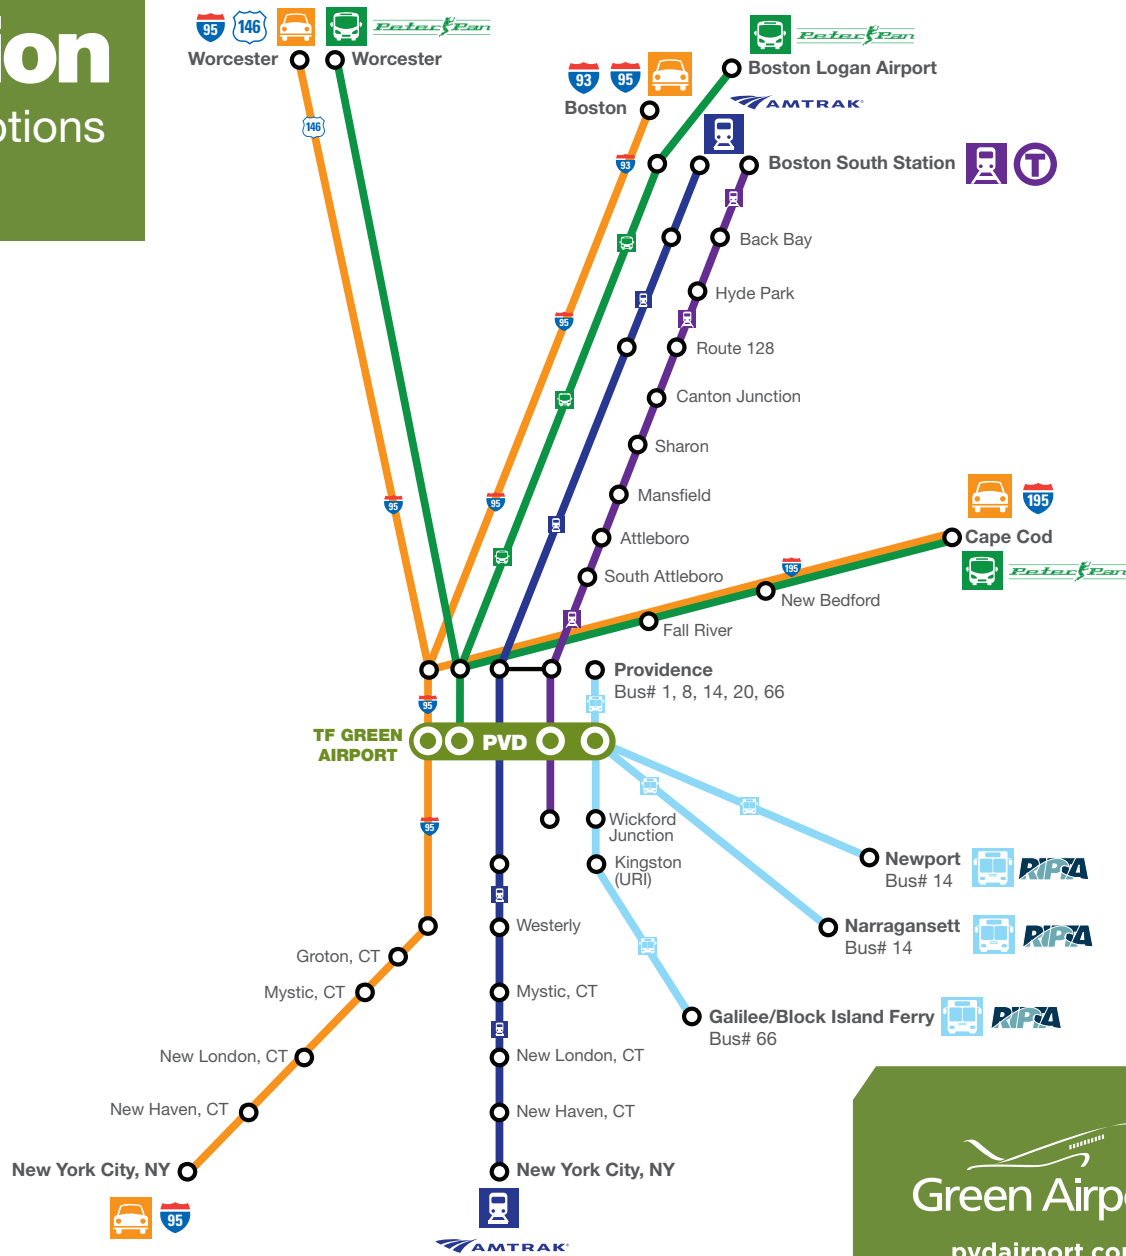 95
146
Peter Pan
Worcester
Worcester
Peter Pan
Boston Logan Airport
93
95
Boston
AMTRAK
Boston South Station
T
146
93
Back Bay
Hyde Park
95
Route 128
Canton Junction
Sharon
Mansfield
95
95
195
Attleboro
Cape Cod
South Attleboro
195
Peter Pan
New Bedford
Fall River
Providence
Bus# 1, 8, 14, 20, 66
95
TF GREEN
AIRPORT
PVD
95
Wickford
Junction
Kingston
(URI)
Newport
Bus# 14
RIPTA
Westerly
Narragansett
Bus# 14
RIPTA
Groton, CT
Mystic, CT
Mystic, CT
Galilee/Block Island Ferry
Bus# 66
RIPTA
New London, CT
New London, CT
New Haven, CT
New Haven, CT
New York City, NY
New York City, NY
95
AMTRAK
Green Airp
pvdairport.co